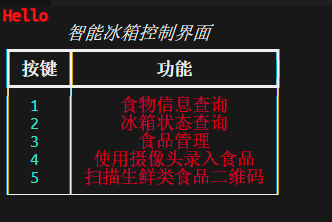 Hello
智能冰箱控制界面
按键 功能
1 食物信息查询
2 冰箱状态查询
3 食品管理
4 使用摄像头录入食品
5 扫描生鲜类食品二维码